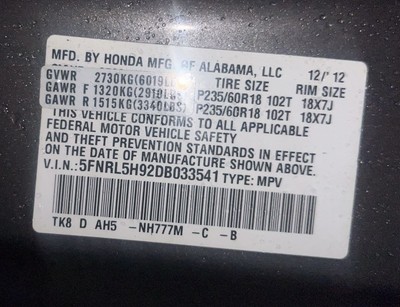 MFD. BY HONDA MFG. OF ALABAMA, LLC 12/'12
GVWR 2730KG(6019LBS) TIRE SIZE RIM SIZE
GAWR F 1320KG(2910LBS) P235/60R18 102T 18X7J
GAWR R 1515KG(3340LBS) P235/60R18 102T 18X7J
THIS VEHICLE CONFORMS TO ALL APPLICABLE
FEDERAL MOTOR VEHICLE SAFETY
AND THEFT PREVENTION STANDARDS IN EFFECT
ON THE DATE OF MANUFACTURE SHOWN ABOVE.
V.I.N.:5FNRL5H92DB033541 TYPE: MPV
TK8 D AH5 -NH777M -C -B